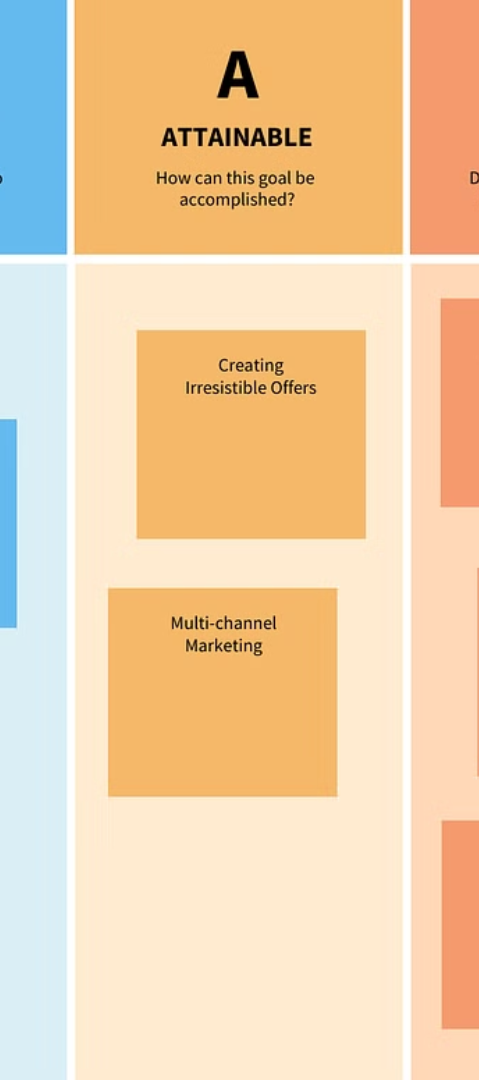 A
ATTAINABLE
How can this goal be
accomplished?
Creating
Irresistible Offers
Multi-channel
Marketing